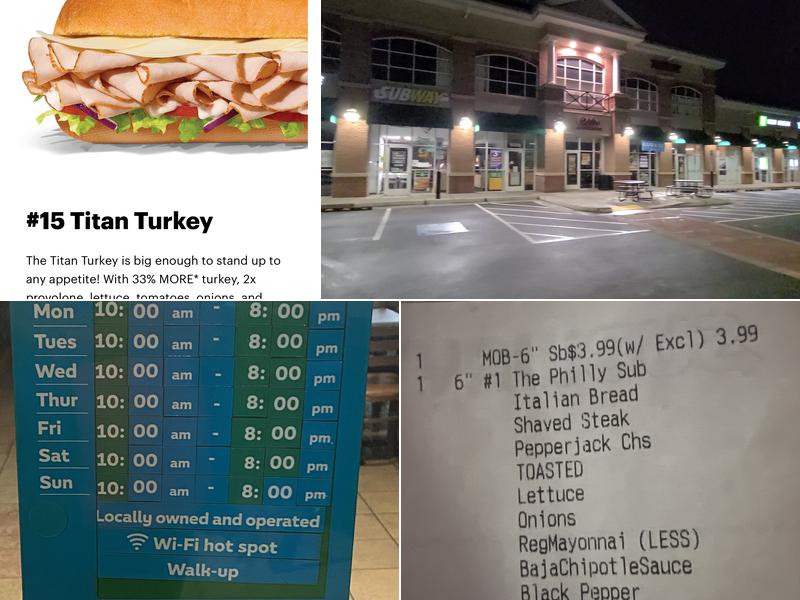 #15 Titan Turkey
The Titan Turkey is big enough to stand up to
any appetite! With 33% MORE* turkey, 2x
provolone, lettuce, tomatoes, onions, and
SUBWAY
Mon 10:00 am - 8:00 pm
Tues 10:00 am - 8:00 pm
Wed 10:00 am - 8:00 pm
Thur 10:00 am - 8:00 pm
Fri 10:00 am - 8:00 pm
Sat 10:00 am - 8:00 pm
Sun 10:00 am - 8:00 pm
Locally owned and operated
Wi-Fi hot spot
Walk-up
1 MOB-6" Sb$3.99(w/ Excl) 3.99
1 6" #1 The Philly Sub
Italian Bread
Shaved Steak
Pepperjack Chs
TOASTED
Lettuce
Onions
RegMayonnai (LESS)
BajaChipotleSauce
Black Pepper